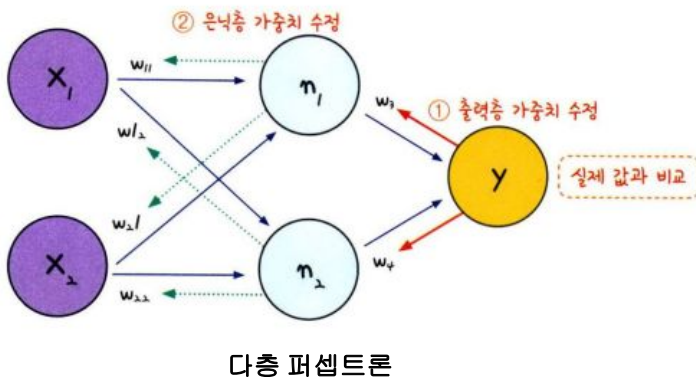 ② 은닉층 가중치 수정
x₁
w₁₁
n₁
w₃
① 출력층 가중치 수정
w1₂
y
실제 값과 비교
w₂1
x₂
n₂
w₄
w₂₂
다층 퍼셉트론